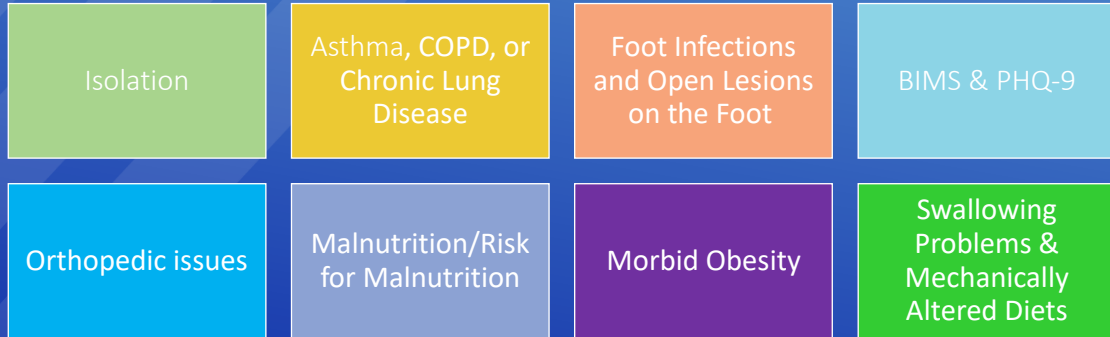 Isolation
Asthma, COPD, or
Chronic Lung
Disease
Foot Infections
and Open Lesions
on the Foot
BIMS & PHQ-9
Orthopedic issues
Malnutrition/Risk
for Malnutrition
Morbid Obesity
Swallowing
Problems &
Mechanically
Altered Diets